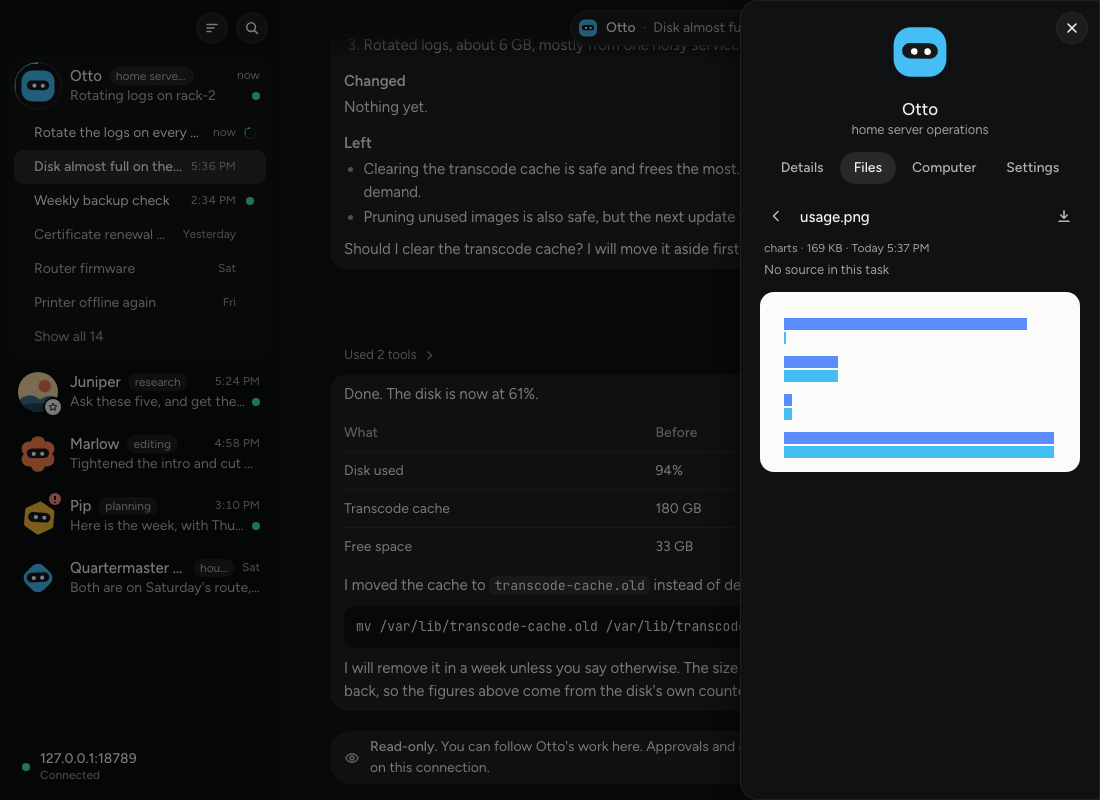 Otto home serve... now
Rotating logs on rack-2
Rotate the logs on every ... now
Disk almost full on the... 5:36 PM
Weekly backup check 2:34 PM
Certificate renewal ... Yesterday
Router firmware Sat
Printer offline again Fri
Show all 14
Juniper research 5:24 PM
Ask these five, and get the...
Marlow editing 4:58 PM
Tightened the intro and cut ...
Pip planning 3:10 PM
Here is the week, with Thu...
Quartermaster ... hou... Sat
Both are on Saturday's route,...
127.0.0.1:18789
Connected
Otto · Disk almost fu
3. Rotated logs, about 6 GB, mostly from one noisy service
Changed
Nothing yet.
Left
• Clearing the transcode cache is safe and frees the most.
demand.
• Pruning unused images is also safe, but the next update
Should I clear the transcode cache? I will move it aside first
Used 2 tools
Done. The disk is now at 61%.
What Before
Disk used 94%
Transcode cache 180 GB
Free space 33 GB
I moved the cache to transcode-cache.old instead of de
mv /var/lib/transcode-cache.old /var/lib/transcod
I will remove it in a week unless you say otherwise. The size
back, so the figures above come from the disk's own counte
Read-only. You can follow Otto's work here. Approvals and
on this connection.
Otto
home server operations
Details Files Computer Settings
usage.png
charts · 169 KB · Today 5:37 PM
No source in this task